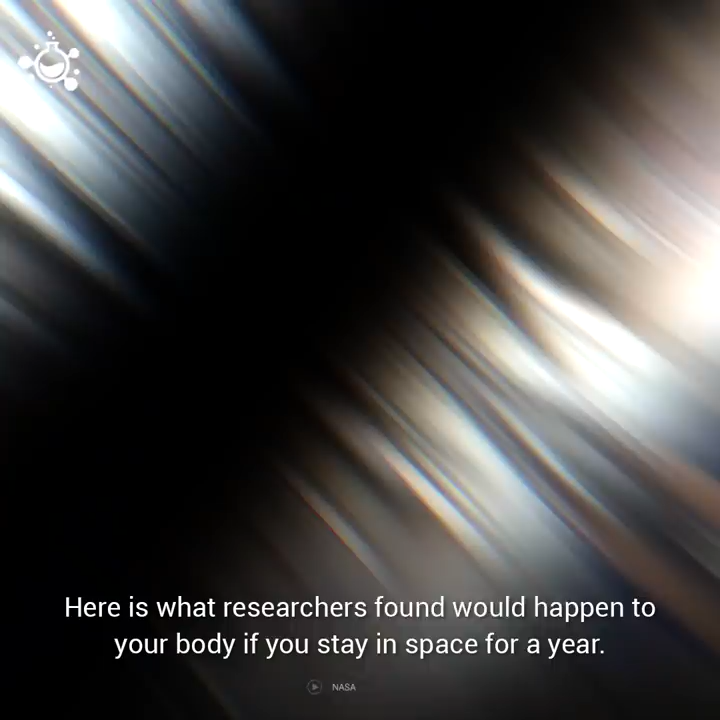 Here is what researchers found would happen to
your body if you stay in space for a year.
NASA